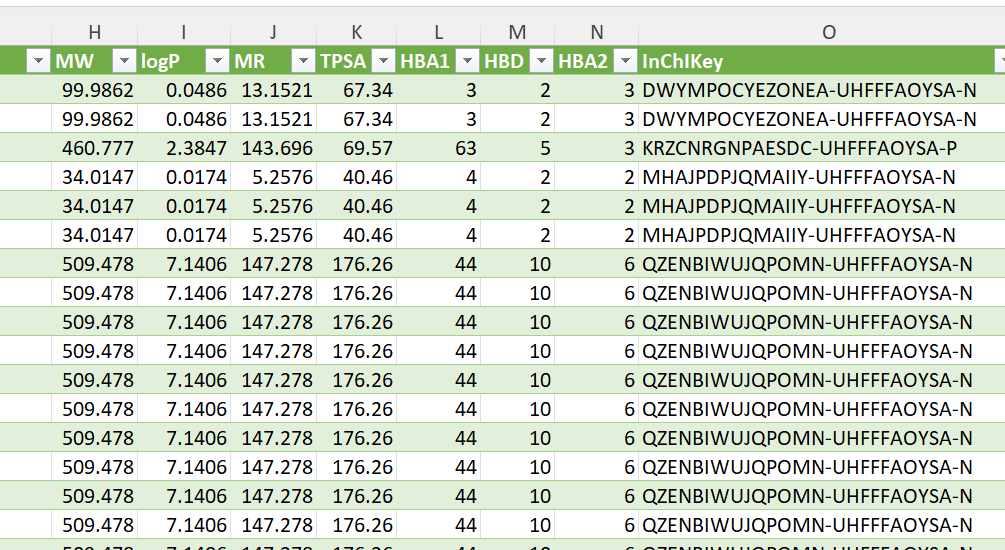 H I J K L M N O
MW logP MR TPSA HBA1 HBD HBA2 InChIKey
99.9862 0.0486 13.1521 67.34 3 2 3 DWYMPOCYEZONEA-UHFFFAOYSA-N
99.9862 0.0486 13.1521 67.34 3 2 3 DWYMPOCYEZONEA-UHFFFAOYSA-N
460.777 2.3847 143.696 69.57 63 5 3 KRZCNRGNPAESDC-UHFFFAOYSA-P
34.0147 0.0174 5.2576 40.46 4 2 2 MHAJPDPJQMAIIY-UHFFFAOYSA-N
34.0147 0.0174 5.2576 40.46 4 2 2 MHAJPDPJQMAIIY-UHFFFAOYSA-N
34.0147 0.0174 5.2576 40.46 4 2 2 MHAJPDPJQMAIIY-UHFFFAOYSA-N
509.478 7.1406 147.278 176.26 44 10 6 QZENBIWUJQPOMN-UHFFFAOYSA-N
509.478 7.1406 147.278 176.26 44 10 6 QZENBIWUJQPOMN-UHFFFAOYSA-N
509.478 7.1406 147.278 176.26 44 10 6 QZENBIWUJQPOMN-UHFFFAOYSA-N
509.478 7.1406 147.278 176.26 44 10 6 QZENBIWUJQPOMN-UHFFFAOYSA-N
509.478 7.1406 147.278 176.26 44 10 6 QZENBIWUJQPOMN-UHFFFAOYSA-N
509.478 7.1406 147.278 176.26 44 10 6 QZENBIWUJQPOMN-UHFFFAOYSA-N
509.478 7.1406 147.278 176.26 44 10 6 QZENBIWUJQPOMN-UHFFFAOYSA-N
509.478 7.1406 147.278 176.26 44 10 6 QZENBIWUJQPOMN-UHFFFAOYSA-N
509.478 7.1406 147.278 176.26 44 10 6 QZENBIWUJQPOMN-UHFFFAOYSA-N
509.478 7.1406 147.278 176.26 44 10 6 QZENBIWUJQPOMN-UHFFFAOYSA-N